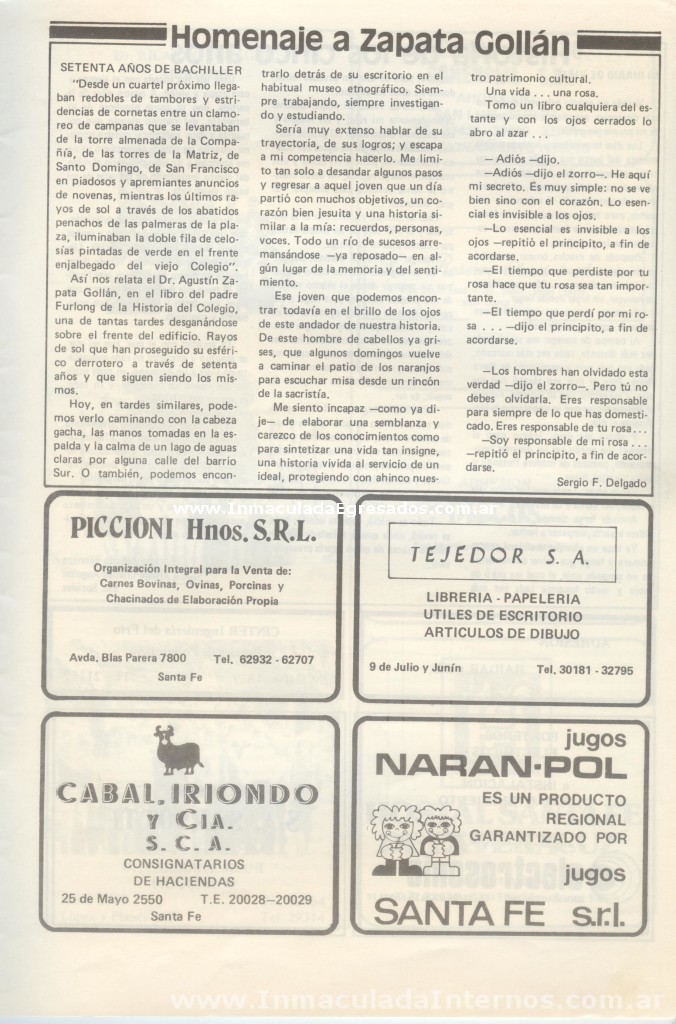 Homenaje a Zapata Gollán
SETENTA AÑOS DE BACHILLER
"Desde un cuartel próximo llega-
ban redobles de tambores y estri-
dencias de cornetas entre un clamo-
reo de campanas que se levantaban
de la torre almenada de la Compa-
ñía, de las torres de la Matriz, de
Santo Domingo, de San Francisco
en piadosos y apremiantes anuncios
de novenas, mientras los últimos ra-
yos de sol a través de los abatidos
penachos de las palmeras de la pla-
za, iluminaban la doble fila de celo-
sías pintadas de verde en el frente
enjalbegado del viejo Colegio".
Así nos relata el Dr. Agustín Za-
pata Gollán, en el libro del padre
Furlong de la Historia del Colegio,
una de tantas tardes desganándose
sobre el frente del edificio. Rayos
de sol que han proseguido su esféri-
co derrotero a través de setenta
años y que siguen siendo los mis-
mos.
Hoy, en tardes similares, pode-
mos verlo caminando con la cabeza
gacha, las manos tomadas en la es-
palda y la calma de un lago de aguas
claras por alguna calle del barrio
Sur. O también, podemos encon-
trarlo detrás de su escritorio en el
habitual museo etnográfico. Siem-
pre trabajando, siempre investigan-
do y estudiando.
Sería muy extenso hablar de su
trayectoria, de sus logros; y escapa
a mi competencia hacerlo. Me limi-
to tan solo a desandar algunos pasos
y regresar a aquel joven que un día
partió con muchos objetivos, un co-
razón bien jesuita y una historia si-
milar a la mía: recuerdos, personas,
voces. Todo un río de sucesos arre-
mansándose —ya reposado— en al-
gún lugar de la memoria y del senti-
miento.
Ese joven que podemos encon-
trar todavía en el brillo de los ojos
de este andador de nuestra historia.
De este hombre de cabellos ya gri-
ses, que algunos domingos vuelve
a caminar el patio de los naranjos
para escuchar misa desde un rincón
de la sacristía.
Me siento incapaz —como ya di-
je— de elaborar una semblanza y
carezco de los conocimientos como
para sintetizar una vida tan insigne,
una historia vivida al servicio de un
ideal, protegiendo con ahinco nues-
tro patrimonio cultural.
Una vida . . . una rosa.
Tomo un libro cualquiera del es-
tante y con los ojos cerrados lo
abro al azar . . .
— Adiós —dijo.
—Adiós —dijo el zorro—. He aquí
mi secreto. Es muy simple: no se ve
bien sino con el corazón. Lo esen-
cial es invisible a los ojos.
—Lo esencial es invisible a los
ojos —repitió el principito, a fin de
acordarse.
—El tiempo que perdiste por tu
rosa hace que tu rosa sea tan impor-
tante.
—El tiempo que perdí por mi ro-
sa . . . —dijo el principito, a fin de
acordarse.
—Los hombres han olvidado esta
verdad —dijo el zorro—. Pero tú no
debes olvidarla. Eres responsable
para siempre de lo que has domesti-
cado. Eres responsable de tu rosa . . .
—Soy responsable de mi rosa . . .
—repitió el principito, a fin de acor-
darse.
Sergio F. Delgado
www.InmaculadaEgresados.com.ar
PICCIONI Hnos. S.R.L.
Organización Integral para la Venta de:
Carnes Bovinas, Ovinas, Porcinas y
Chacinados de Elaboración Propia
Avda. Blas Parera 7800 Tel. 62932 - 62707
Santa Fe
TEJEDOR S. A.
LIBRERIA - PAPELERIA
UTILES DE ESCRITORIO
ARTICULOS DE DIBUJO
9 de Julio y Junín Tel. 30181 - 32795
CABAL, IRIONDO
Y CIA.
S. C. A.
CONSIGNATARIOS
DE HACIENDAS
25 de Mayo 2550 T.E. 20028 - 20029
Santa Fe
jugos
NARAN-POL
ES UN PRODUCTO
REGIONAL
GARANTIZADO POR
jugos
SANTA FE s.r.l.
www.InmaculadaInternos.com.ar